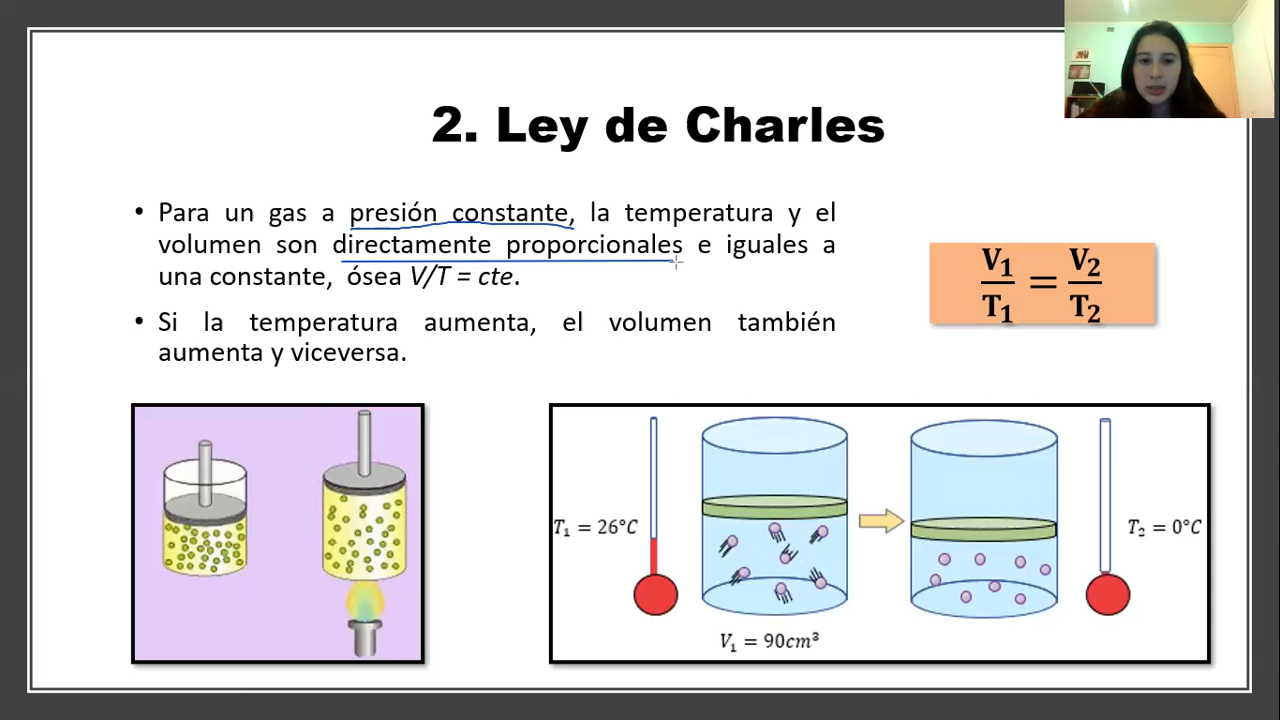 2. Ley de Charles
• Para un gas a presión constante, la temperatura y el
volumen son directamente proporcionales e iguales a
una constante, ósea V/T = cte.
• Si la temperatura aumenta, el volumen también
aumenta y viceversa.
V₁/T₁ = V₂/T₂
T₁ = 26°C
T₂ = 0°C
V₁ = 90cm³